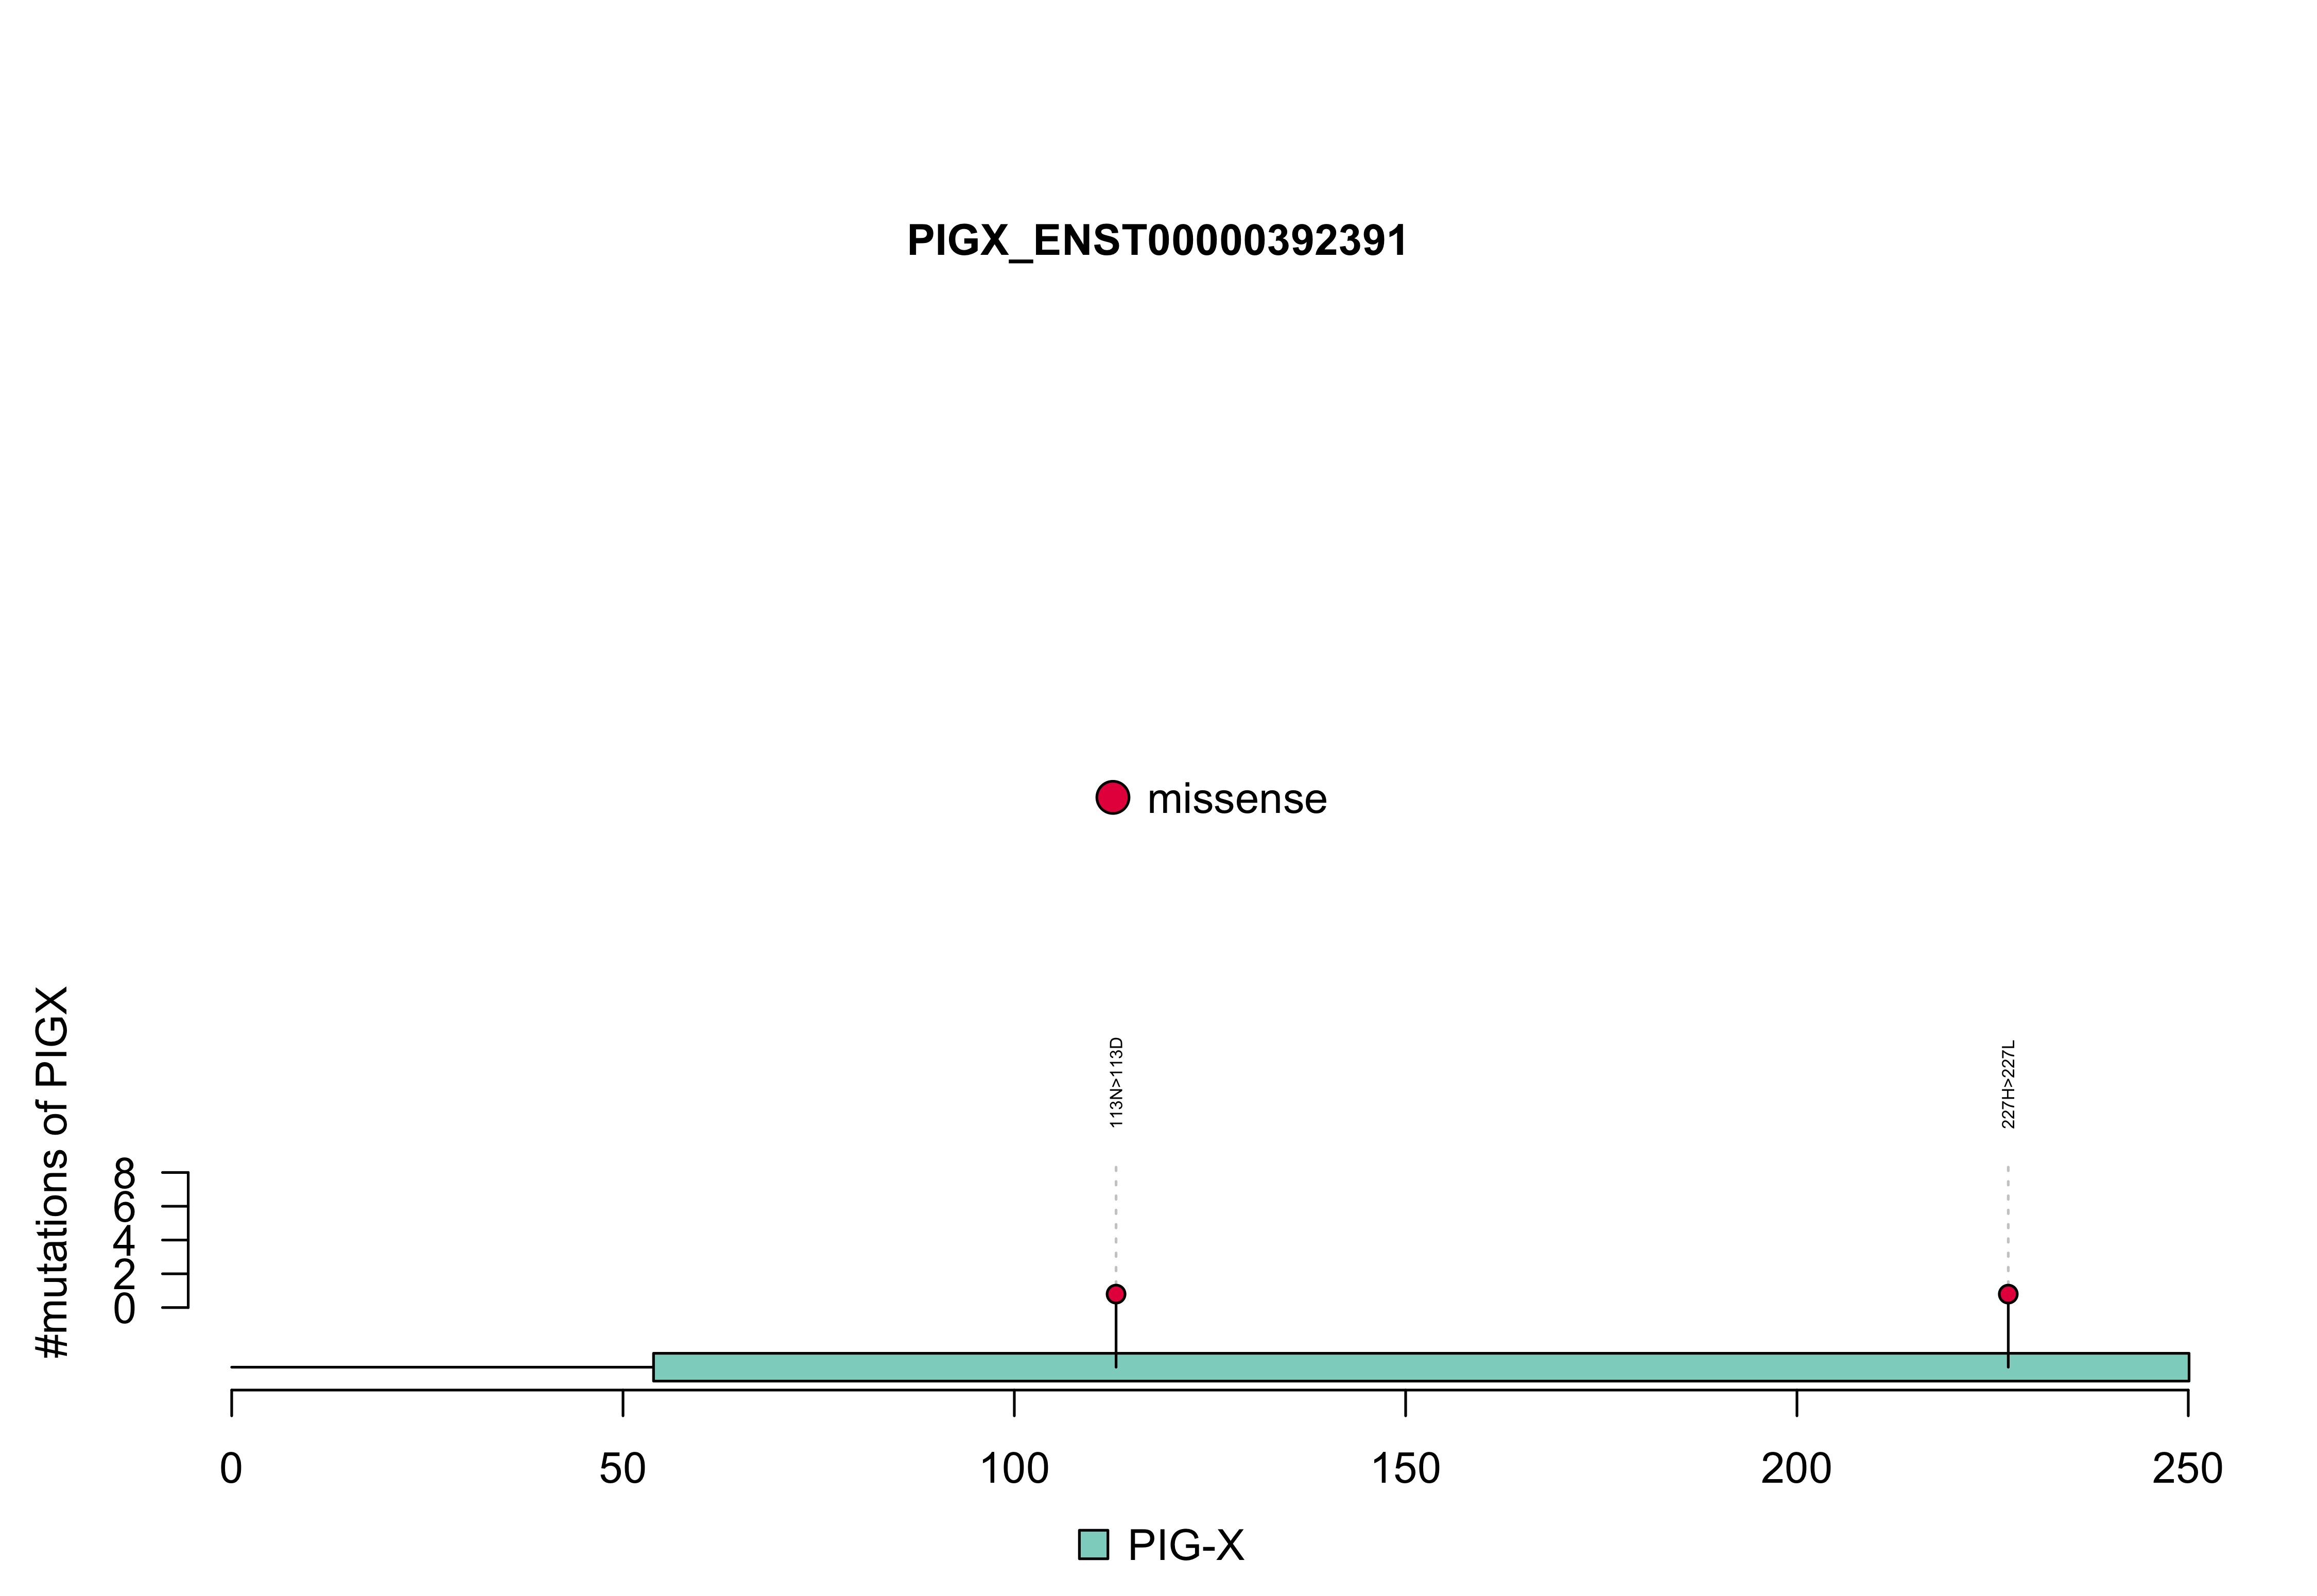 PIGX_ENST00000392391
missense
#mutations of PIGX
113N>113D
227H>227L
8
6
4
2
0
0 50 100 150 200 250
PIG-X